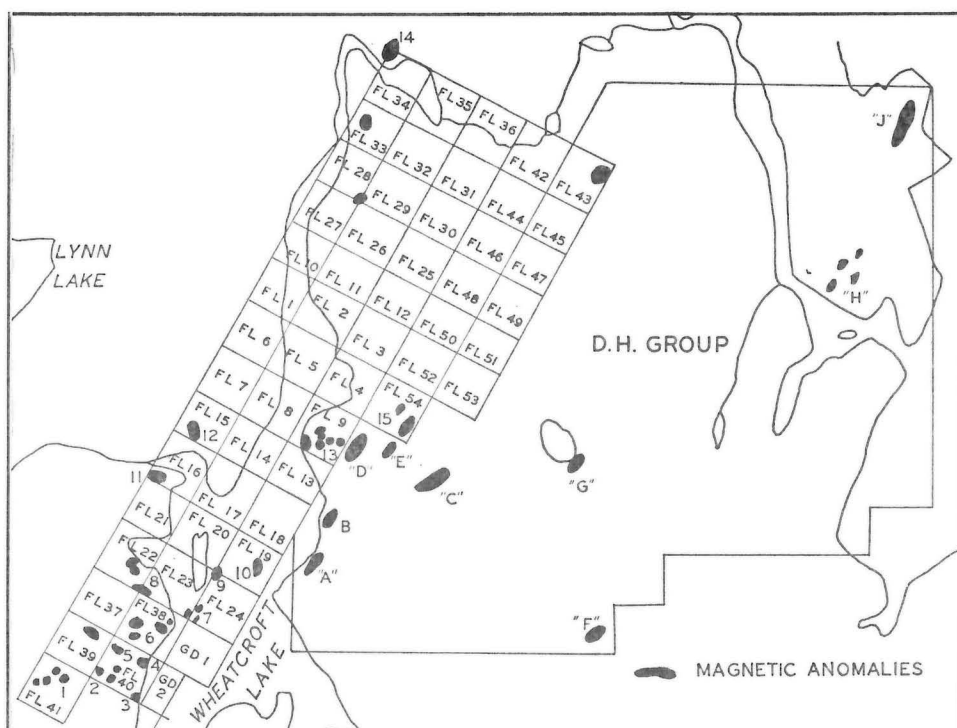 14
FL 34
FL 35
FL 36
"J"
FL 33
FL 32
FL 31
FL 42
FL 43
FL 28
FL 29
FL 30
FL 44
FL 45
FL 27
FL 26
FL 25
FL 46
FL 47
LYNN
LAKE
FL 10
FL 11
FL 12
FL 48
FL 49
"H"
FL 1
FL 2
FL 3
FL 50
FL 51
D.H. GROUP
FL 6
FL 5
FL 4
FL 52
FL 53
FL 7
FL 8
FL 9
FL 54
15
FL 15
12
FL 14
FL 13
13
"D"
"E"
"C"
"G"
11
FL 16
FL 17
FL 18
B
FL 21
FL 20
FL 19
10
"A"
FL 22
8
FL 23
9
FL 24
7
FL 37
FL 38
6
GD 1
"F"
FL 39
5
4
FL
40
GD
2
WHEATCROFT
LAKE
MAGNETIC ANOMALIES
FL 41
1
2
3